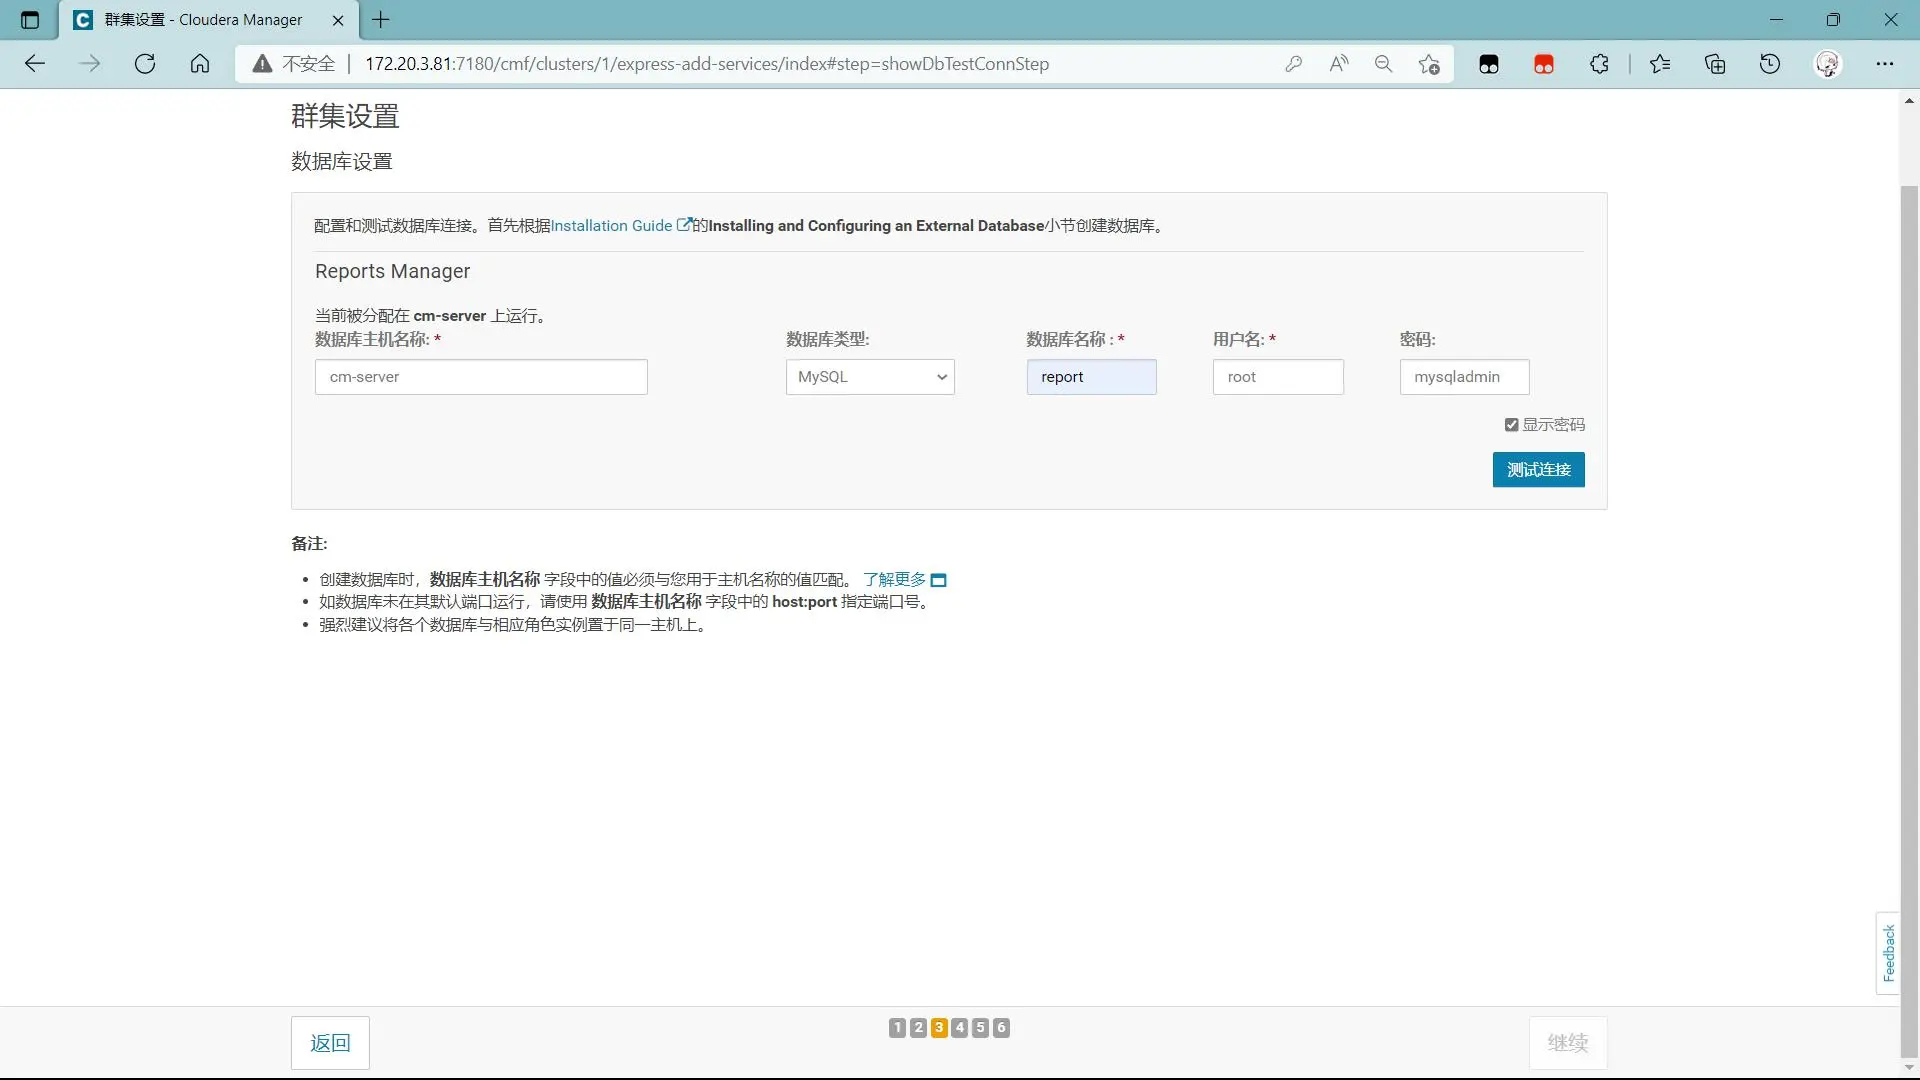 群集设置 - Cloudera Manager
不安全 | 172.20.3.81:7180/cmf/clusters/1/express-add-services/index#step=showDbTestConnStep
群集设置
数据库设置
配置和测试数据库连接。首先根据Installation Guide的Installing and Configuring an External Database小节创建数据库。
Reports Manager
当前被分配在 cm-server 上运行。
数据库主机名称: * 数据库类型: 数据库名称 : * 用户名: * 密码:
cm-server MySQL report root mysqladmin
显示密码
测试连接
备注:
• 创建数据库时，数据库主机名称 字段中的值必须与您用于主机名称的值匹配。 了解更多
• 如数据库未在其默认端口运行，请使用 数据库主机名称 字段中的 host:port 指定端口号。
• 强烈建议将各个数据库与相应角色实例置于同一主机上。
Feedback
返回 1 2 3 4 5 6 继续